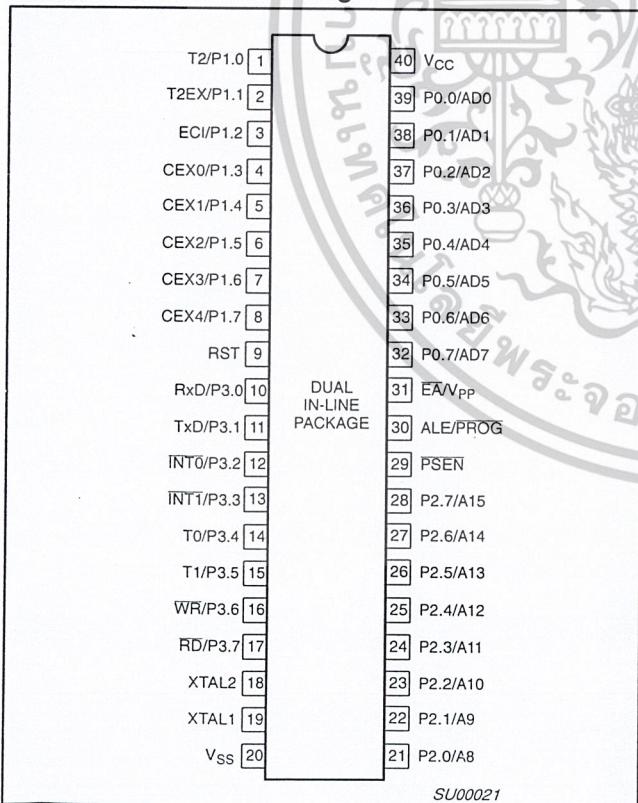 T2/P1.0 1 40 VCC
T2EX/P1.1 2 39 P0.0/AD0
ECI/P1.2 3 38 P0.1/AD1
CEX0/P1.3 4 37 P0.2/AD2
CEX1/P1.4 5 36 P0.3/AD3
CEX2/P1.5 6 35 P0.4/AD4
CEX3/P1.6 7 34 P0.5/AD5
CEX4/P1.7 8 33 P0.6/AD6
RST 9 32 P0.7/AD7
RxD/P3.0 10 31 E̅A̅/VPP
TxD/P3.1 11 30 ALE/P̅R̅O̅G̅
I̅N̅T̅0̅/P3.2 12 29 P̅S̅E̅N̅
I̅N̅T̅1̅/P3.3 13 28 P2.7/A15
T0/P3.4 14 27 P2.6/A14
T1/P3.5 15 26 P2.5/A13
W̅R̅/P3.6 16 25 P2.4/A12
R̅D̅/P3.7 17 24 P2.3/A11
XTAL2 18 23 P2.2/A10
XTAL1 19 22 P2.1/A9
VSS 20 21 P2.0/A8
DUAL
IN-LINE
PACKAGE
SU00021